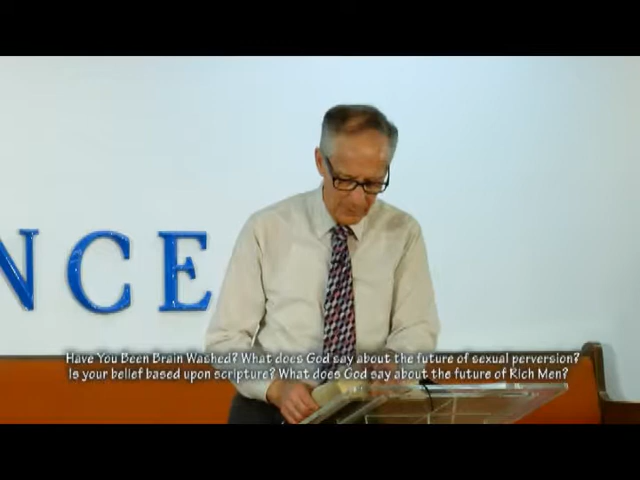 NCE
Have You Been Brain Washed? What does God say about the future of sexual perversion?
Is your belief based upon scripture? What does God say about the future of Rich Men?